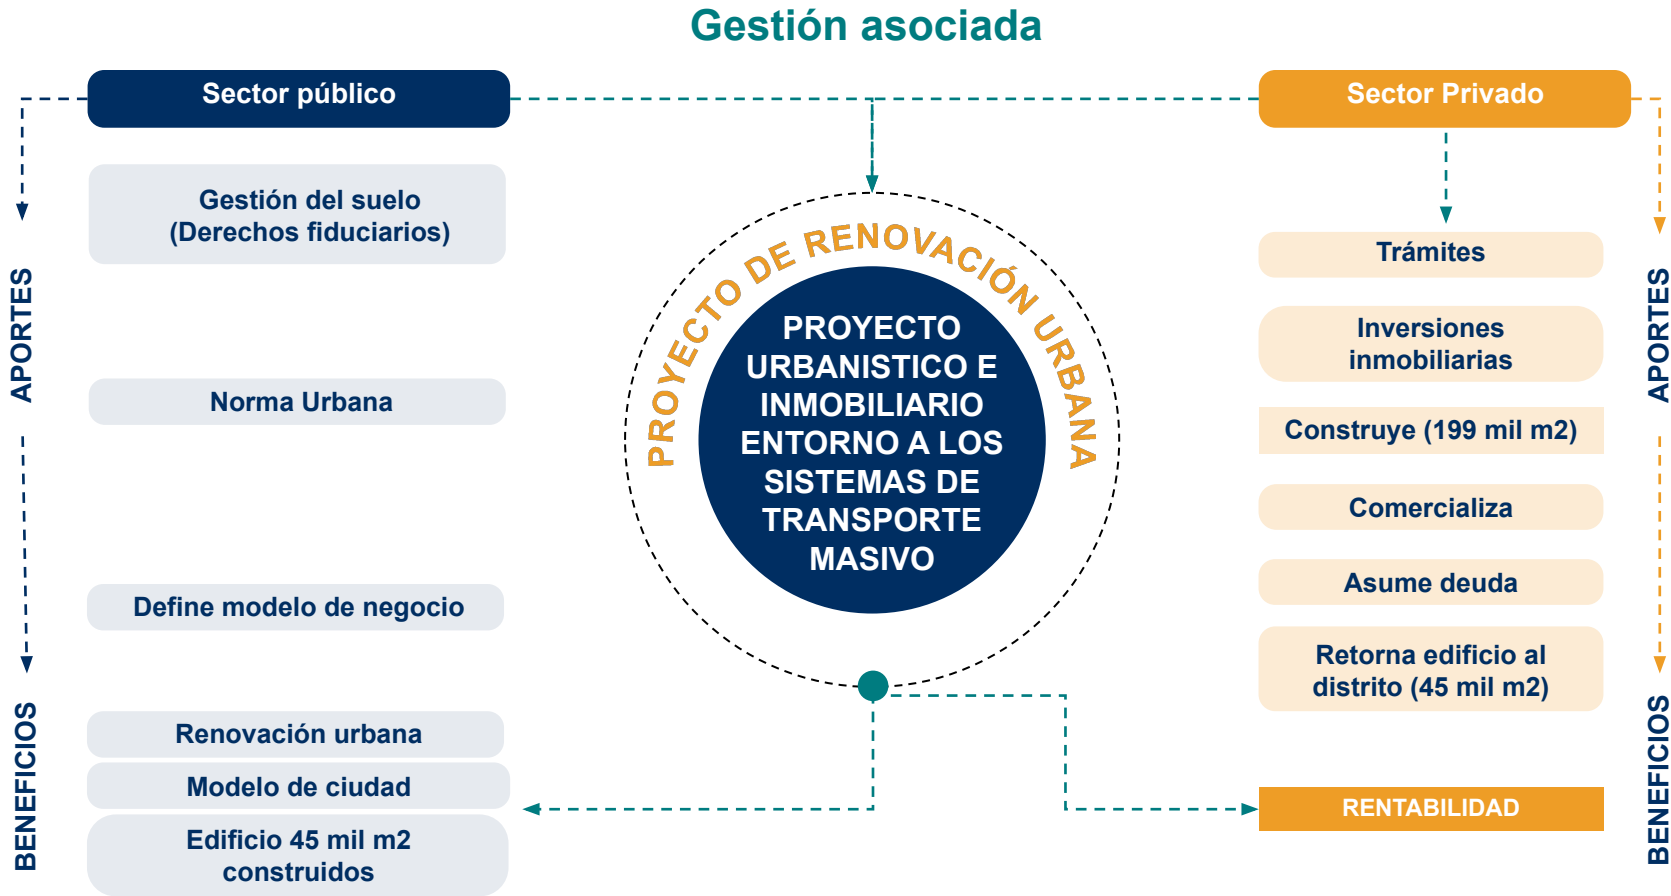 Gestión asociada
Sector público
Sector Privado
APORTES
Gestión del suelo
(Derechos fiduciarios)
Norma Urbana
Define modelo de negocio
BENEFICIOS
Renovación urbana
Modelo de ciudad
Edificio 45 mil m2
construidos
PROYECTO DE RENOVACIÓN URBANA
PROYECTO
URBANISTICO E
INMOBILIARIO
ENTORNO A LOS
SISTEMAS DE
TRANSPORTE
MASIVO
Trámites
Inversiones
inmobiliarias
Construye (199 mil m2)
Comercializa
Asume deuda
Retorna edificio al
distrito (45 mil m2)
RENTABILIDAD
APORTES
BENEFICIOS